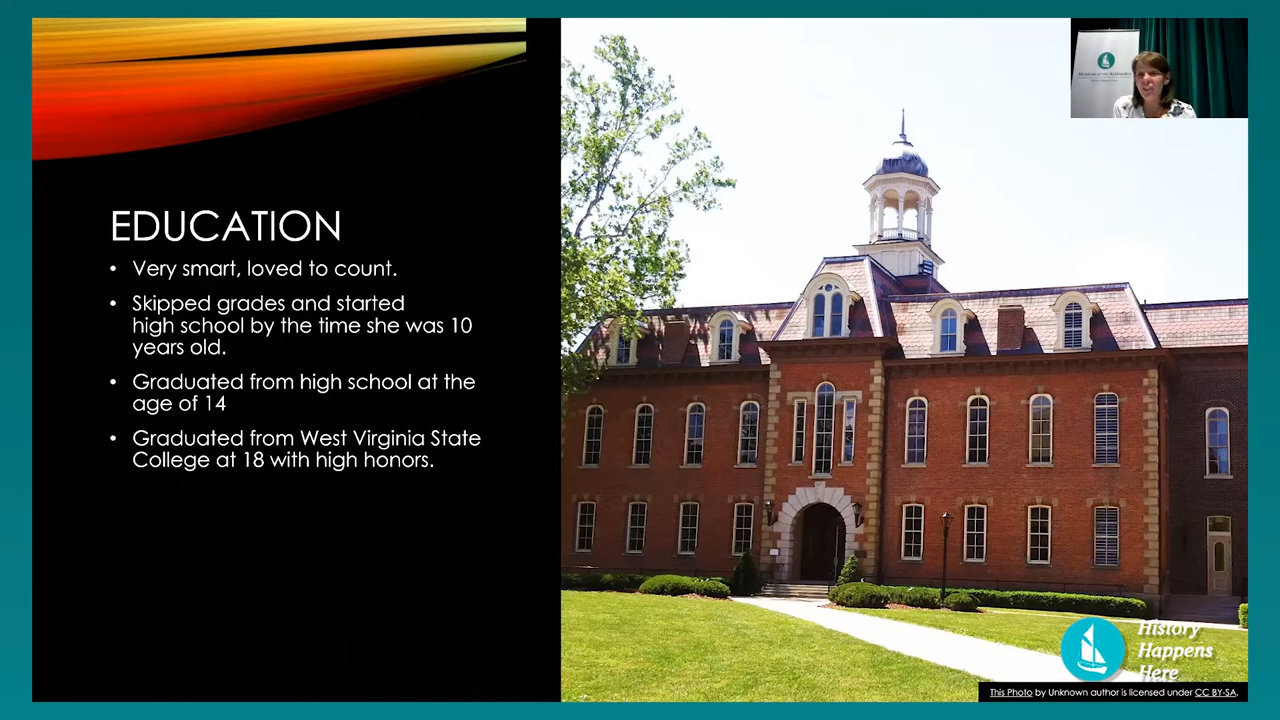 EDUCATION
• Very smart, loved to count.
• Skipped grades and started
high school by the time she was 10
years old.
• Graduated from high school at the
age of 14
• Graduated from West Virginia State
College at 18 with high honors.
History
Happens
Here
This Photo by Unknown author is licensed under CC BY-SA.